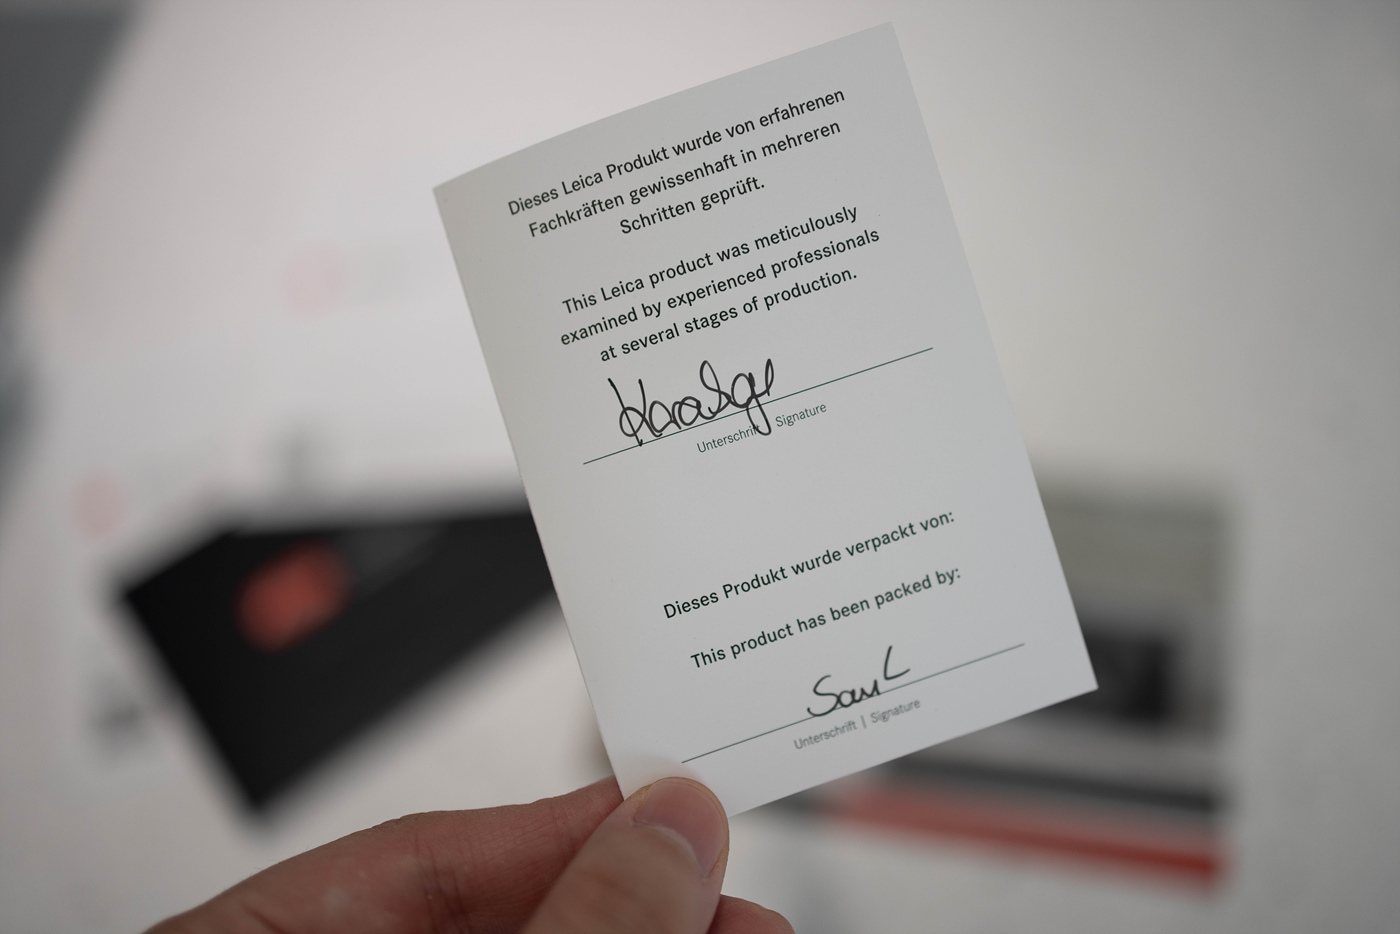 Dieses Leica Produkt wurde von erfahrenen
Fachkräften gewissenhaft in mehreren
Schritten geprüft.
This Leica product was meticulously
examined by experienced professionals
at several stages of production.
Unterschrift | Signature
Dieses Produkt wurde verpackt von:
This product has been packed by:
Unterschrift | Signature